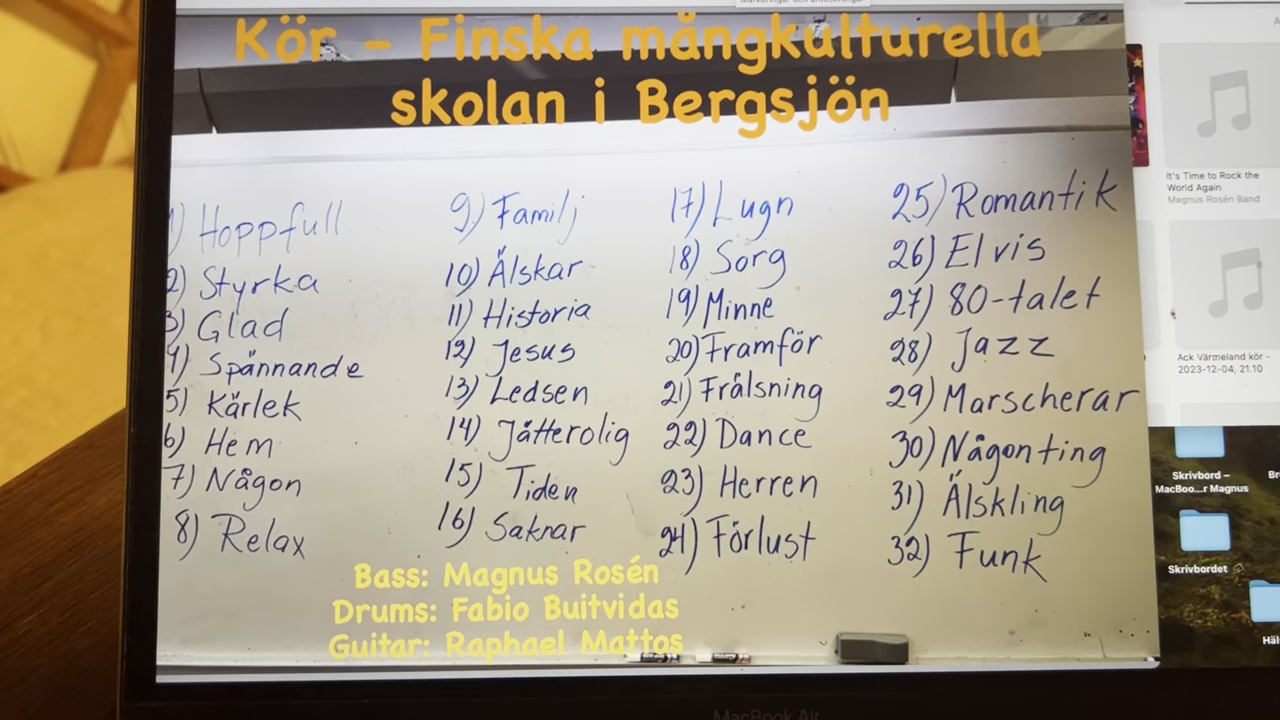 Kör – Finska mångkulturella
skolan i Bergsjön
1) Hoppfull
2) Styrka
3) Glad
4) Spännande
5) Kärlek
6) Hem
7) Någon
8) Relax
9) Familj
10) Älskar
11) Historia
12) Jesus
13) Ledsen
14) Jätterolig
15) Tiden
16) Saknar
17) Lugn
18) Sorg
19) Minne
20) Framför
21) Frälsning
22) Dance
23) Herren
24) Förlust
25) Romantik
26) Elvis
27) 80-talet
28) Jazz
29) Marscherar
30) Någonting
31) Älskling
32) Funk
Bass: Magnus Rosén
Drums: Fabio Buitvidas
Guitar: Raphael Mattos
It's Time to Rock the
World Again
Magnus Rosén Band
Ack Värmeland kör -
2023-12-04, 21.10
Skrivbord –
MacBoo...r Magnus
Skrivbordet
MacBook Air